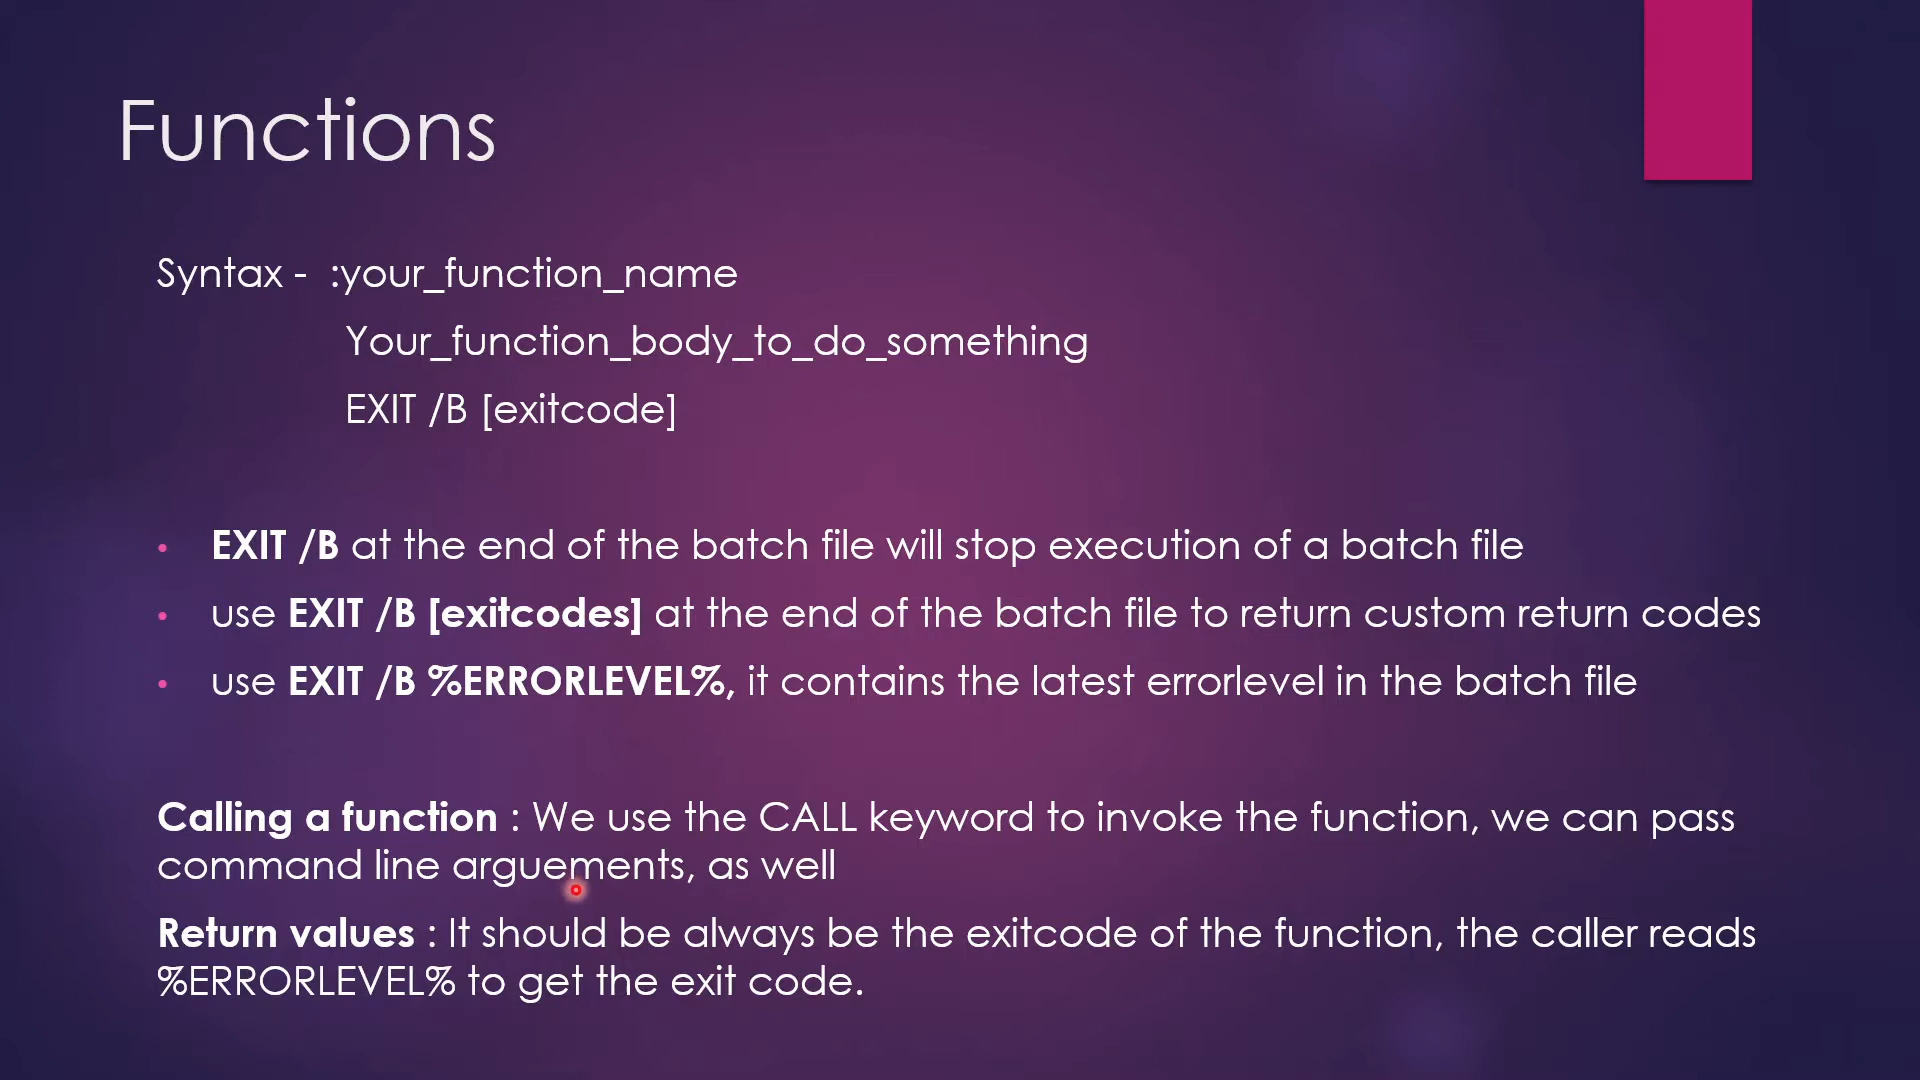 Functions
Syntax - :your_function_name
Your_function_body_to_do_something
EXIT /B [exitcode]
• EXIT /B at the end of the batch file will stop execution of a batch file
• use EXIT /B [exitcodes] at the end of the batch file to return custom return codes
• use EXIT /B %ERRORLEVEL%, it contains the latest errorlevel in the batch file
Calling a function : We use the CALL keyword to invoke the function, we can pass
command line arguements, as well
Return values : It should be always be the exitcode of the function, the caller reads
%ERRORLEVEL% to get the exit code.